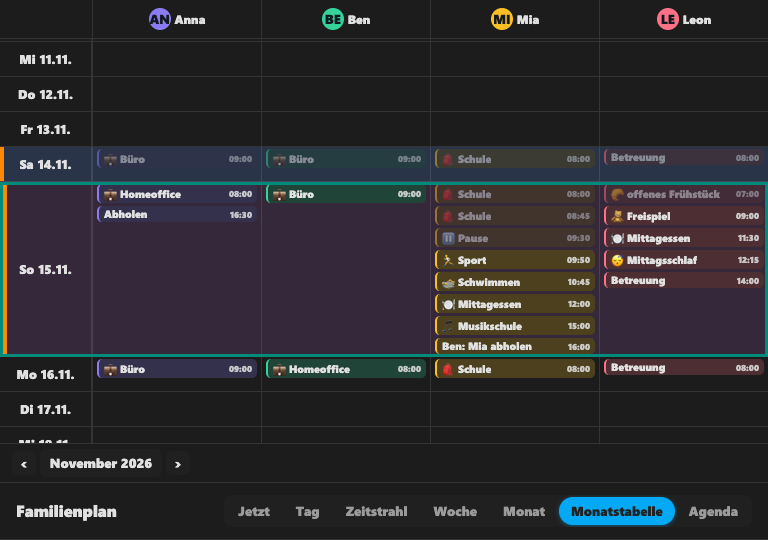 AN Anna BE Ben MI Mia LE Leon
Mi 11.11.
Do 12.11.
Fr 13.11.
Sa 14.11. Büro 09:00 Büro 09:00 Schule 08:00 Betreuung 08:00
Homeoffice 08:00 Büro 09:00 Schule 08:00 offenes Frühstück 07:00
Abholen 16:30 Schule 08:45 Freispiel 09:00
Pause 09:30 Mittagessen 11:30
So 15.11. Sport 09:50 Mittagsschlaf 12:15
Schwimmen 10:45 Betreuung 14:00
Mittagessen 12:00
Musikschule 15:00
Ben: Mia abholen 16:00
Mo 16.11. Büro 09:00 Homeoffice 08:00 Schule 08:00 Betreuung 08:00
Di 17.11.
Mi 18.11.
‹ November 2026 ›
Familienplan Jetzt Tag Zeitstrahl Woche Monat Monatstabelle Agenda